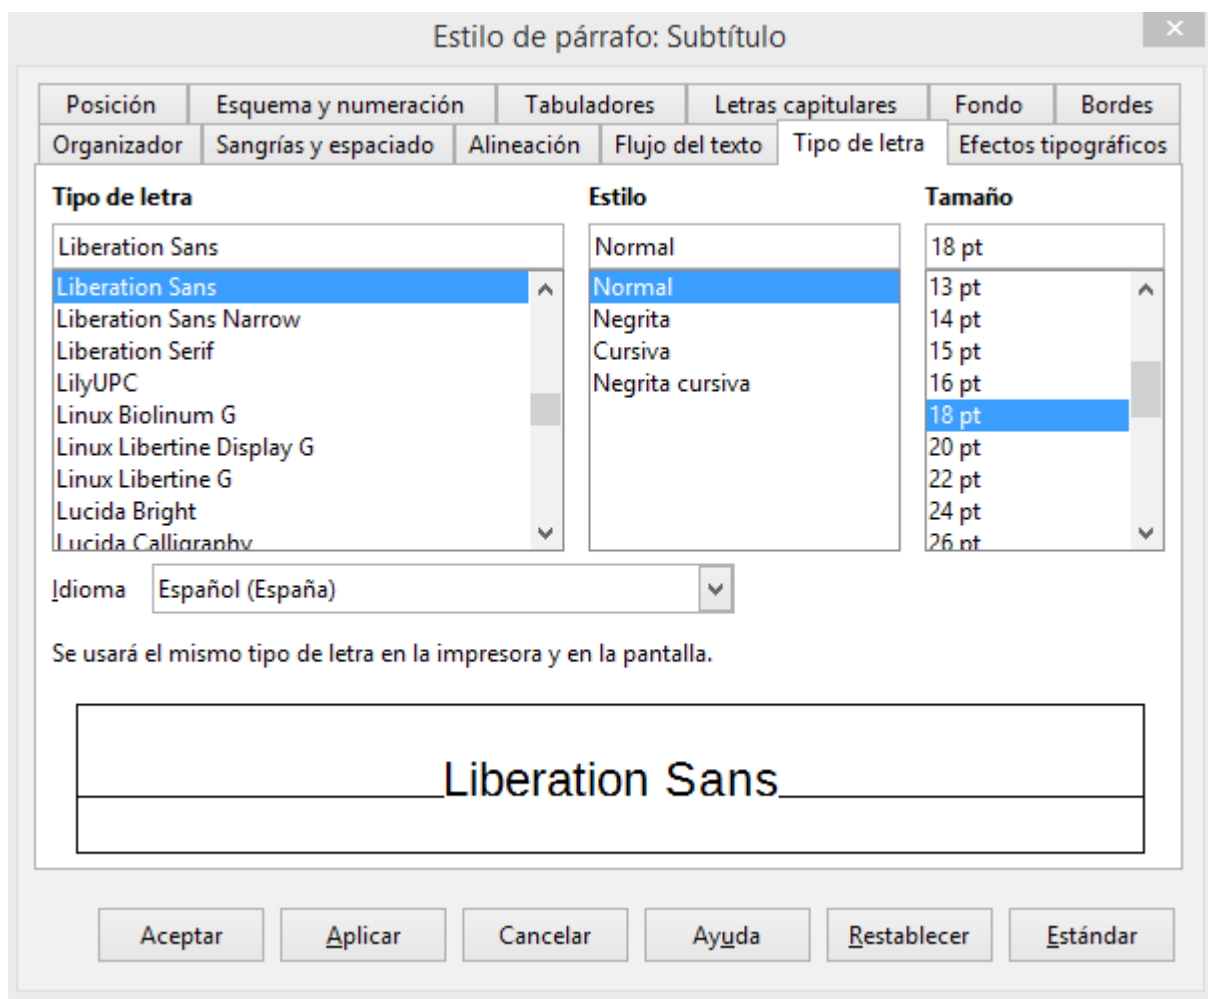 Estilo de párrafo: Subtítulo
Posición Esquema y numeración Tabuladores Letras capitulares Fondo Bordes
Organizador Sangrías y espaciado Alineación Flujo del texto Tipo de letra Efectos tipográficos
Tipo de letra Estilo Tamaño
Liberation Sans Normal 18 pt
Liberation Sans Normal 13 pt
Liberation Sans Narrow Negrita 14 pt
Liberation Serif Cursiva 15 pt
LilyUPC Negrita cursiva 16 pt
Linux Biolinum G 18 pt
Linux Libertine Display G 20 pt
Linux Libertine G 22 pt
Lucida Bright 24 pt
Lucida Calligraphy 26 pt
Idioma Español (España)
Se usará el mismo tipo de letra en la impresora y en la pantalla.
Liberation Sans
Aceptar Aplicar Cancelar Ayuda Restablecer Estándar